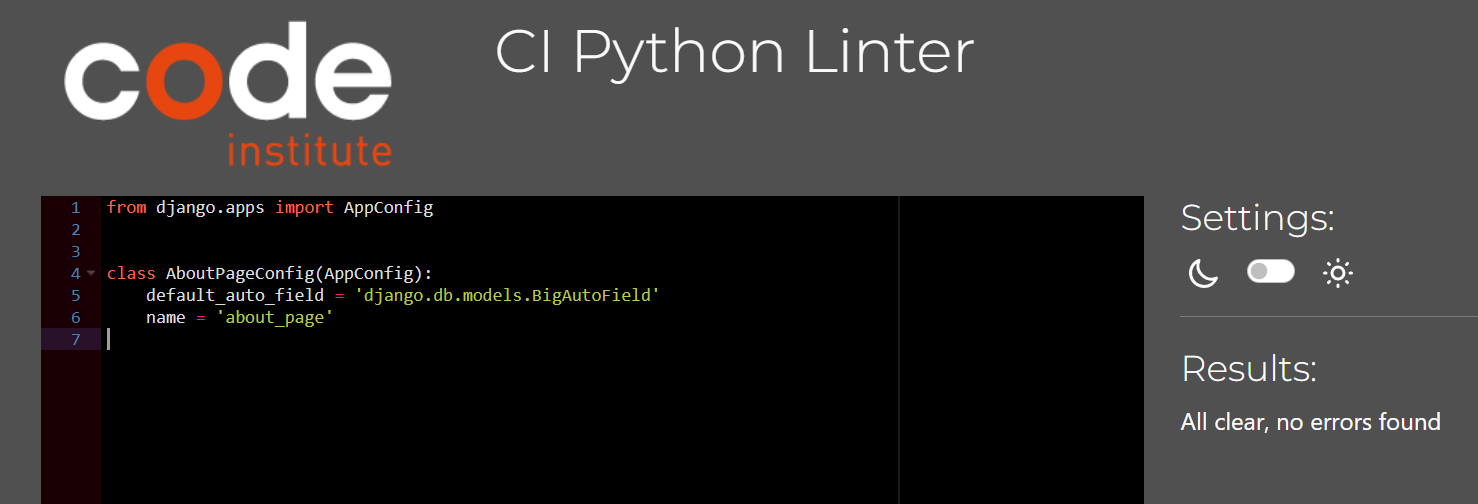 code
institute
CI Python Linter
1 from django.apps import AppConfig
2
3
4 class AboutPageConfig(AppConfig):
5     default_auto_field = 'django.db.models.BigAutoField'
6     name = 'about_page'
7
Settings:
Results:
All clear, no errors found